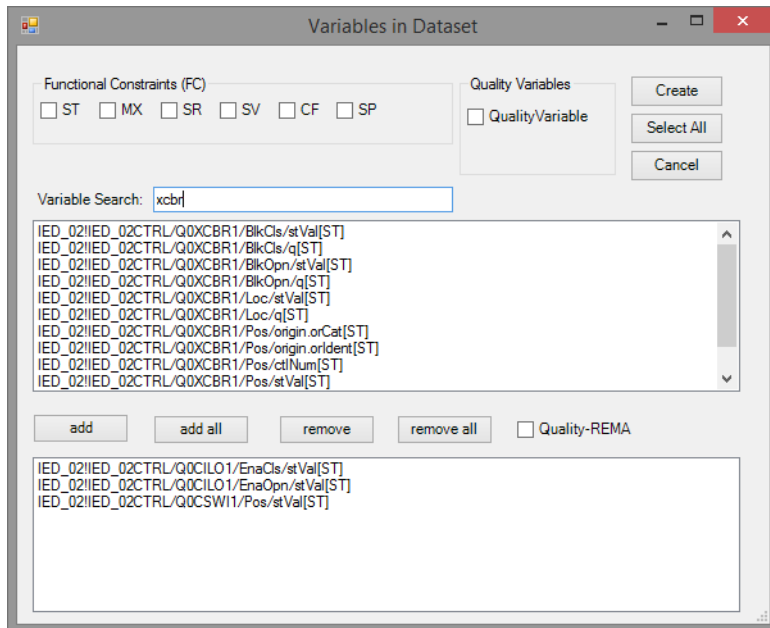 Variables in Dataset
Functional Constraints (FC)
ST MX SR SV CF SP
Quality Variables
QualityVariable
Create
Select All
Cancel
Variable Search: xcbr
IED_02!IED_02CTRL/Q0XCBR1/BlkCls/stVal[ST]
IED_02!IED_02CTRL/Q0XCBR1/BlkCls/q[ST]
IED_02!IED_02CTRL/Q0XCBR1/BlkOpn/stVal[ST]
IED_02!IED_02CTRL/Q0XCBR1/BlkOpn/q[ST]
IED_02!IED_02CTRL/Q0XCBR1/Loc/stVal[ST]
IED_02!IED_02CTRL/Q0XCBR1/Loc/q[ST]
IED_02!IED_02CTRL/Q0XCBR1/Pos/origin.orCat[ST]
IED_02!IED_02CTRL/Q0XCBR1/Pos/origin.orIdent[ST]
IED_02!IED_02CTRL/Q0XCBR1/Pos/ctlNum[ST]
IED_02!IED_02CTRL/Q0XCBR1/Pos/stVal[ST]
add add all remove remove all Quality-REMA
IED_02!IED_02CTRL/Q0CILO1/EnaCls/stVal[ST]
IED_02!IED_02CTRL/Q0CILO1/EnaOpn/stVal[ST]
IED_02!IED_02CTRL/Q0CSWI1/Pos/stVal[ST]